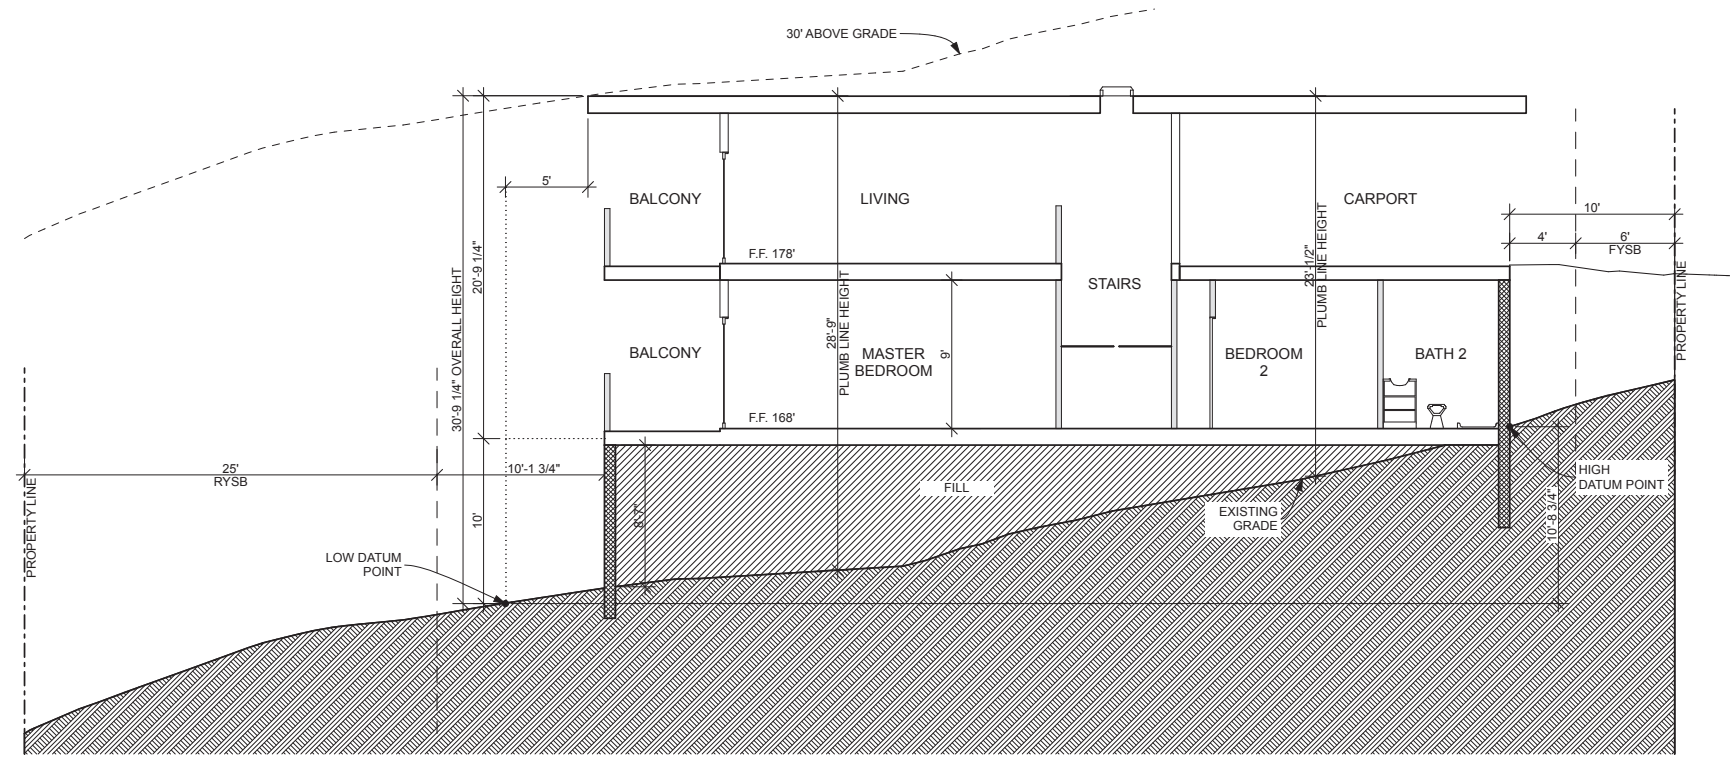 30' ABOVE GRADE
5'
BALCONY
LIVING
CARPORT
10'
4'
6'
FYSB
F.F. 178'
20'-9 1/4"
30'-9 1/4" OVERALL HEIGHT
28'-9"
PLUMB LINE HEIGHT
23'-1/2"
PLUMB LINE HEIGHT
PROPERTY LINE
STAIRS
BALCONY
MASTER
BEDROOM
9'
BEDROOM
2
BATH 2
F.F. 168'
25'
RYSB
10'-1 3/4"
PROPERTY LINE
10'
8'-7"
FILL
EXISTING
GRADE
HIGH
DATUM POINT
10'-8 3/4"
LOW DATUM
POINT